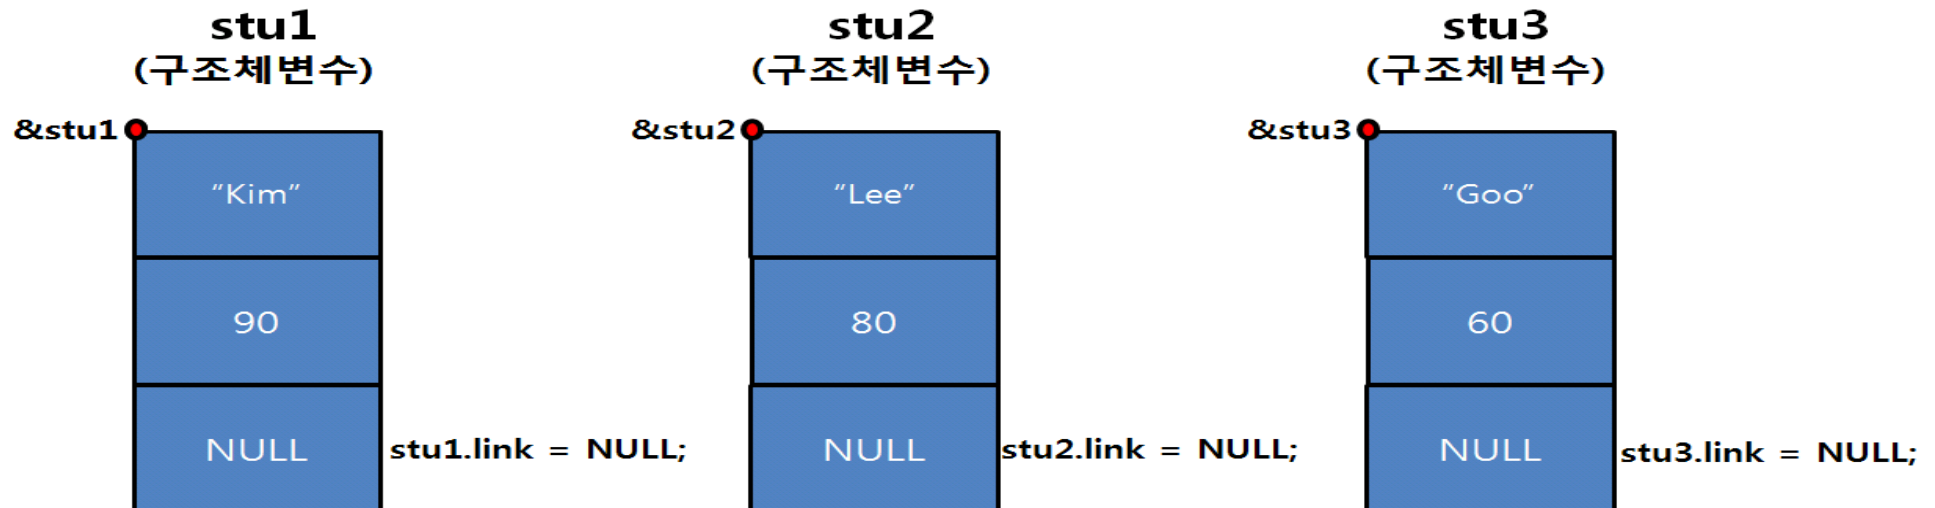 stu1
(구조체변수)
&stu1
“Kim”
90
NULL
stu1.link = NULL;
stu2
(구조체변수)
&stu2
“Lee”
80
NULL
stu2.link = NULL;
stu3
(구조체변수)
&stu3
“Goo”
60
NULL
stu3.link = NULL;